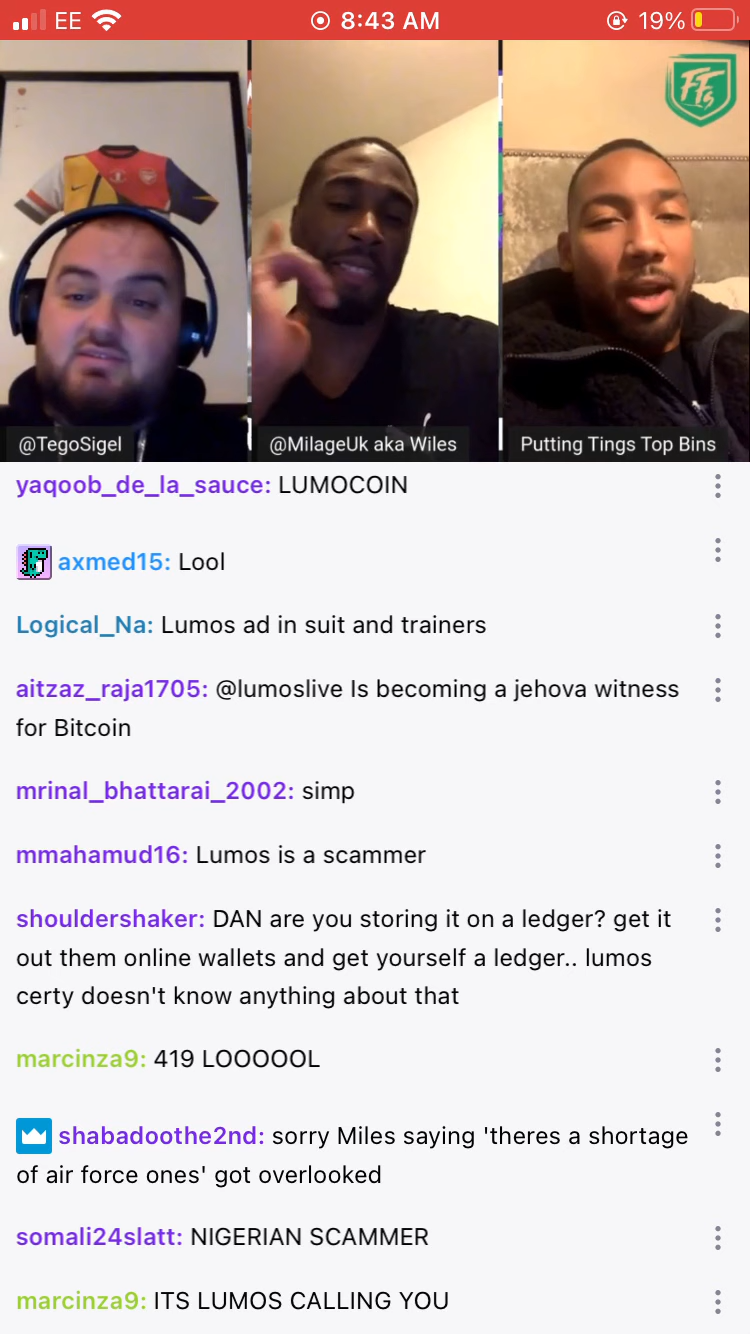 EE 8:43 AM 19%
FFs
@TegoSigel
@MilageUk aka Wiles
Putting Tings Top Bins
yaqoob_de_la_sauce: LUMOCOIN
axmed15: Lool
Logical_Na: Lumos ad in suit and trainers
aitzaz_raja1705: @lumoslive Is becoming a jehova witness
for Bitcoin
mrinal_bhattarai_2002: simp
mmahamud16: Lumos is a scammer
shouldershaker: DAN are you storing it on a ledger? get it
out them online wallets and get yourself a ledger.. lumos
certy doesn't know anything about that
marcinza9: 419 LOOOOOL
shabadoothe2nd: sorry Miles saying 'theres a shortage
of air force ones' got overlooked
somali24slatt: NIGERIAN SCAMMER
marcinza9: ITS LUMOS CALLING YOU